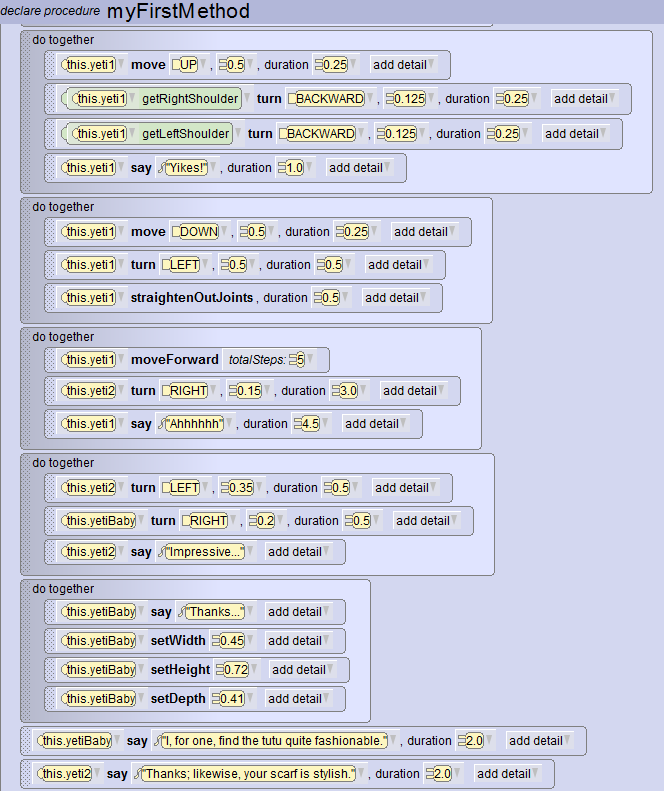 declare procedure myFirstMethod
do together
this.yeti1 move UP , 0.5 , duration 0.25 add detail
this.yeti1 getRightShoulder turn BACKWARD , 0.125 , duration 0.25 add detail
this.yeti1 getLeftShoulder turn BACKWARD , 0.125 , duration 0.25 add detail
this.yeti1 say "Yikes!" , duration 1.0 add detail
do together
this.yeti1 move DOWN , 0.5 , duration 0.25 add detail
this.yeti1 turn LEFT , 0.5 , duration 0.5 add detail
this.yeti1 straightenOutJoints , duration 0.5 add detail
do together
this.yeti1 moveForward totalSteps: 5
this.yeti2 turn RIGHT , 0.15 , duration 3.0 add detail
this.yeti1 say "Ahhhhhh" , duration 4.5 add detail
do together
this.yeti2 turn LEFT , 0.35 , duration 0.5 add detail
this.yetiBaby turn RIGHT , 0.2 , duration 0.5 add detail
this.yeti2 say "Impressive..." add detail
do together
this.yetiBaby say "Thanks..." add detail
this.yetiBaby setWidth 0.45 add detail
this.yetiBaby setHeight 0.72 add detail
this.yetiBaby setDepth 0.41 add detail
this.yetiBaby say "I, for one, find the tutu quite fashionable." , duration 2.0 add detail
this.yeti2 say "Thanks; likewise, your scarf is stylish." , duration 2.0 add detail